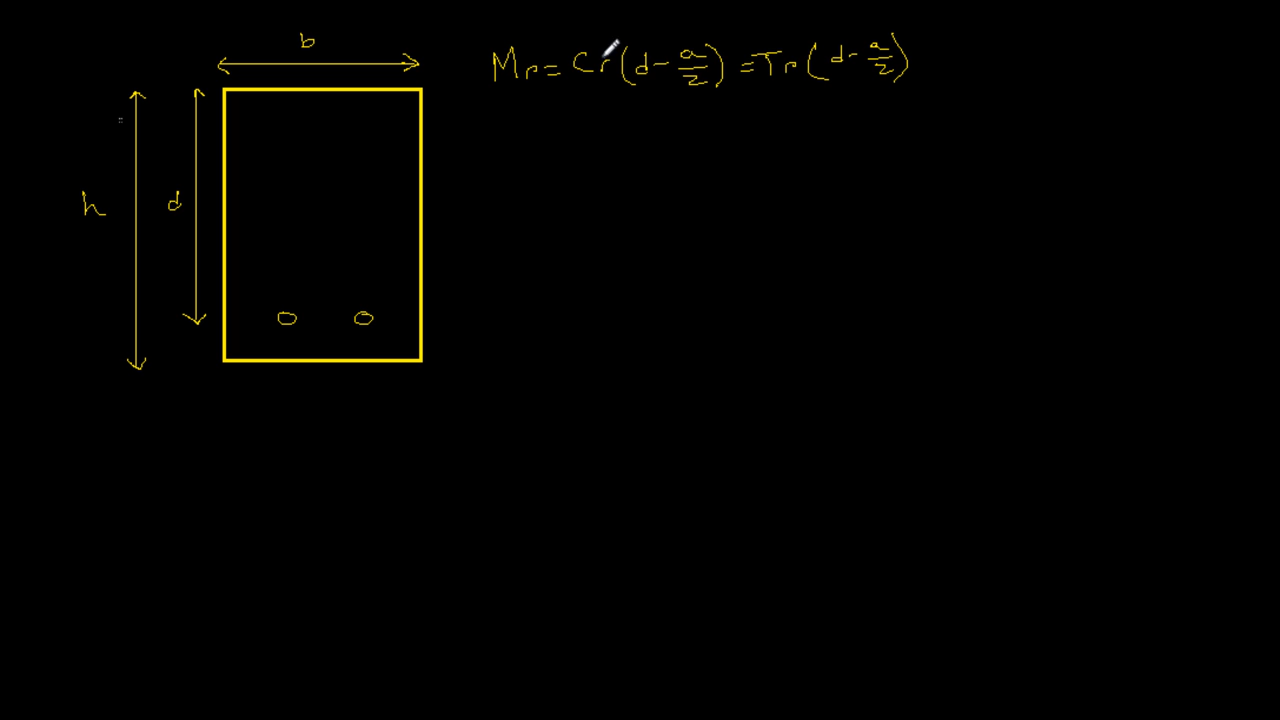 b
Mr = Cr(d - a/2) = Tr(d - a/2)
h
d